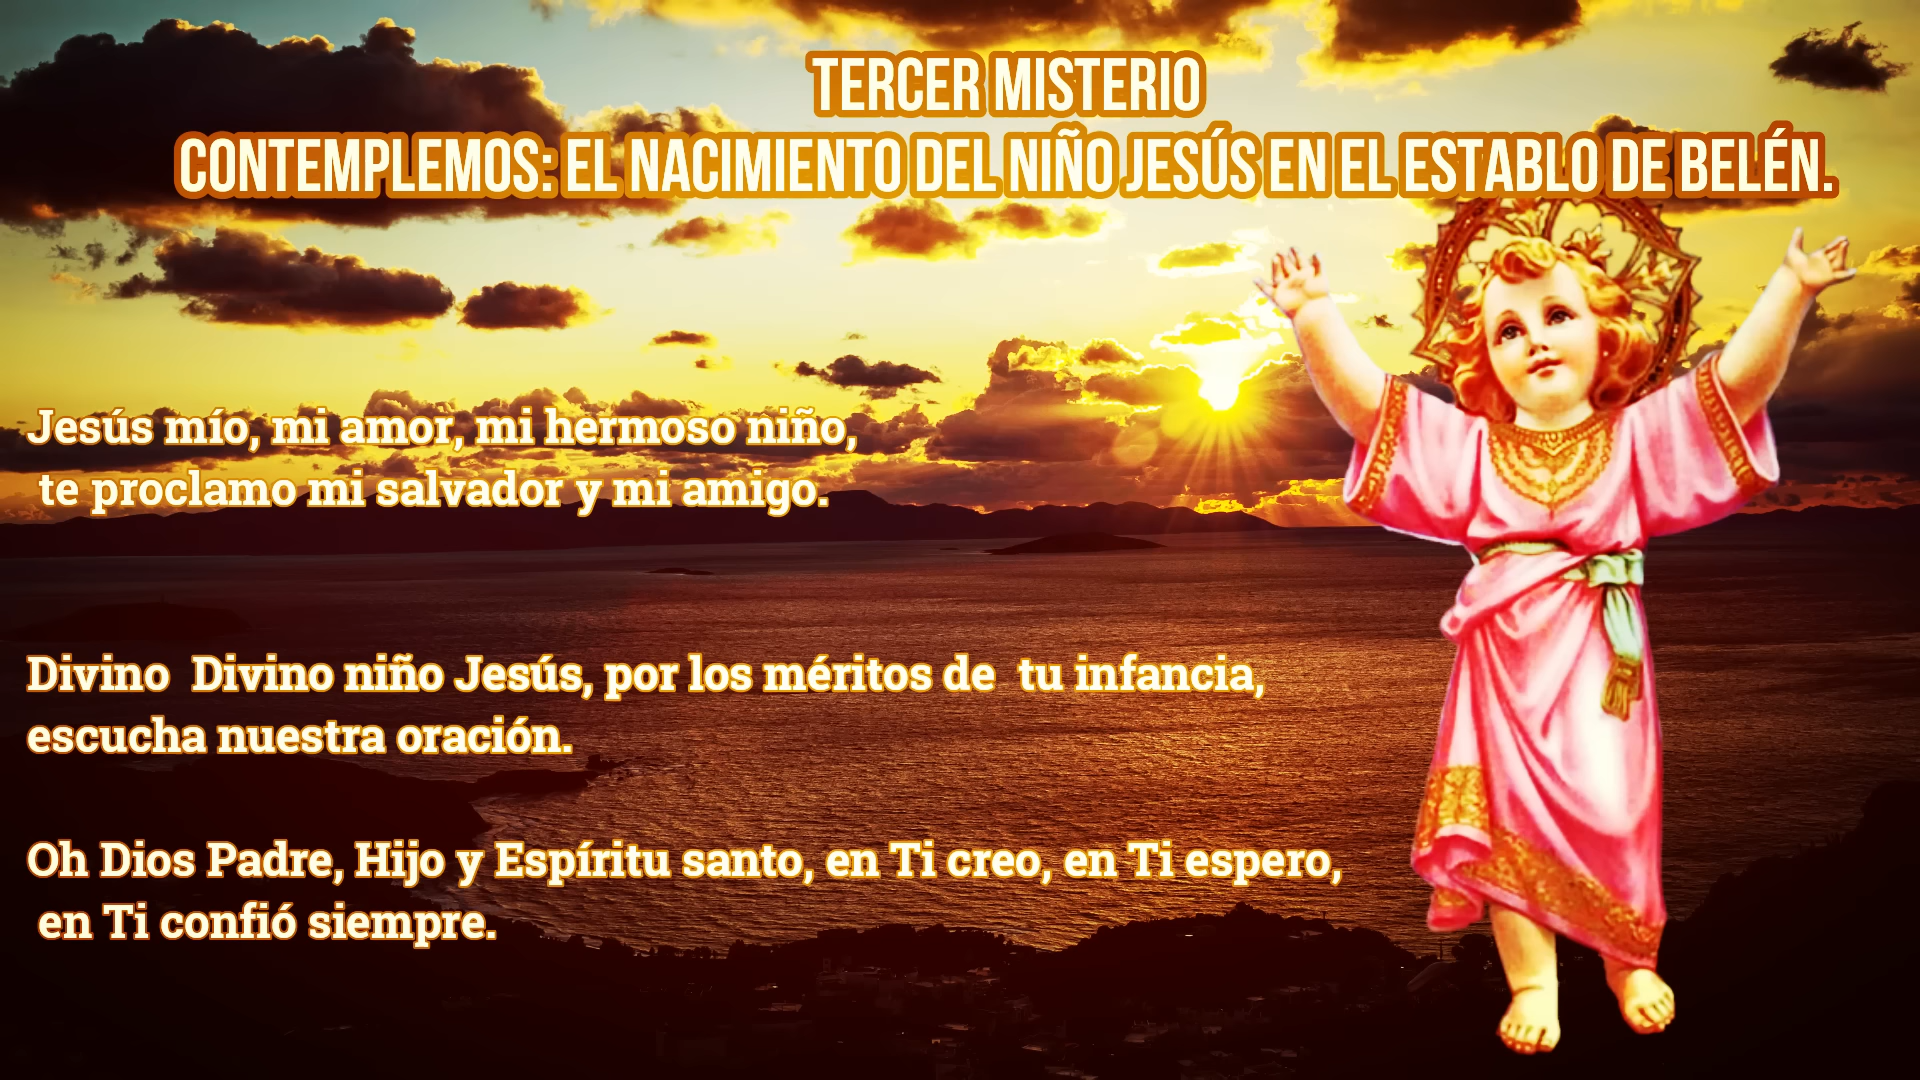 TERCER MISTERIO
CONTEMPLEMOS: EL NACIMIENTO DEL NIÑO JESÚS EN EL ESTABLO DE BELÉN.
Jesús mío, mi amor, mi hermoso niño,
te proclamo mi salvador y mi amigo.
Divino Divino niño Jesús, por los méritos de tu infancia,
escucha nuestra oración.
Oh Dios Padre, Hijo y Espíritu santo, en Ti creo, en Ti espero,
en Ti confió siempre.